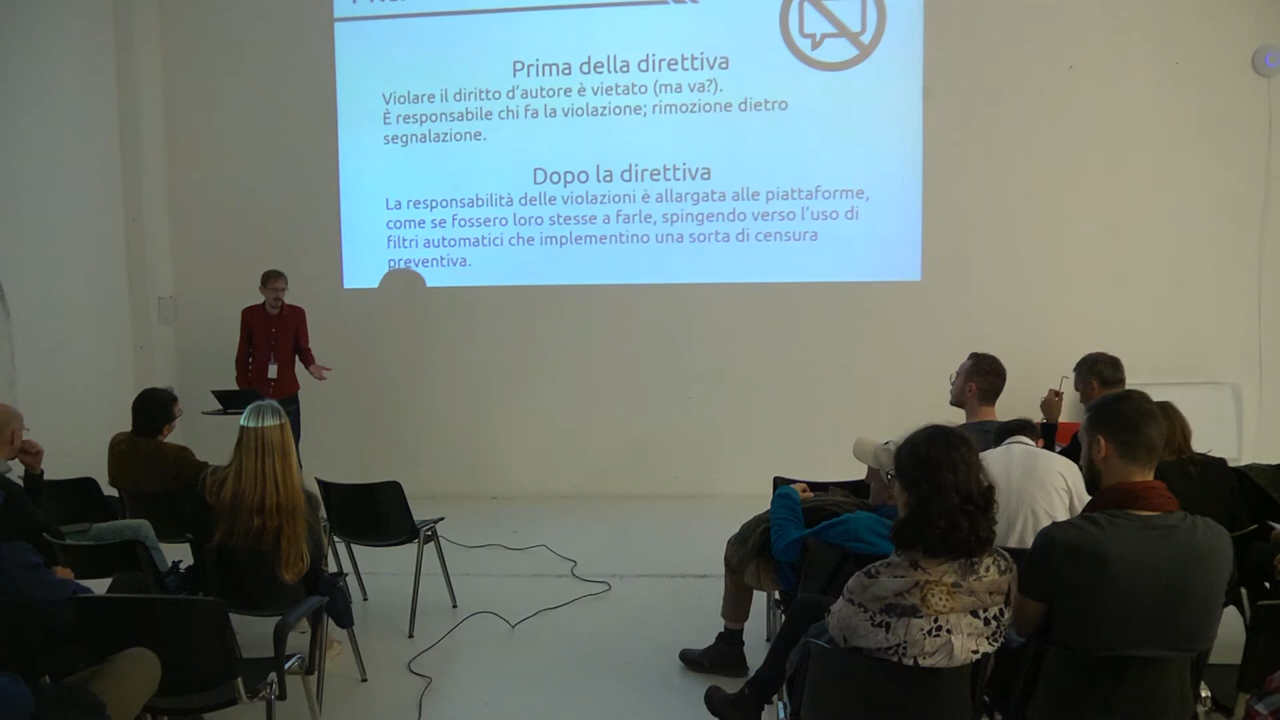 Prima della direttiva
Violare il diritto d'autore è vietato (ma va?).
È responsabile chi fa la violazione; rimozione dietro
segnalazione.
Dopo la direttiva
La responsabilità delle violazioni è allargata alle piattaforme,
come se fossero loro stesse a farle, spingendo verso l'uso di
filtri automatici che implementino una sorta di censura
preventiva.